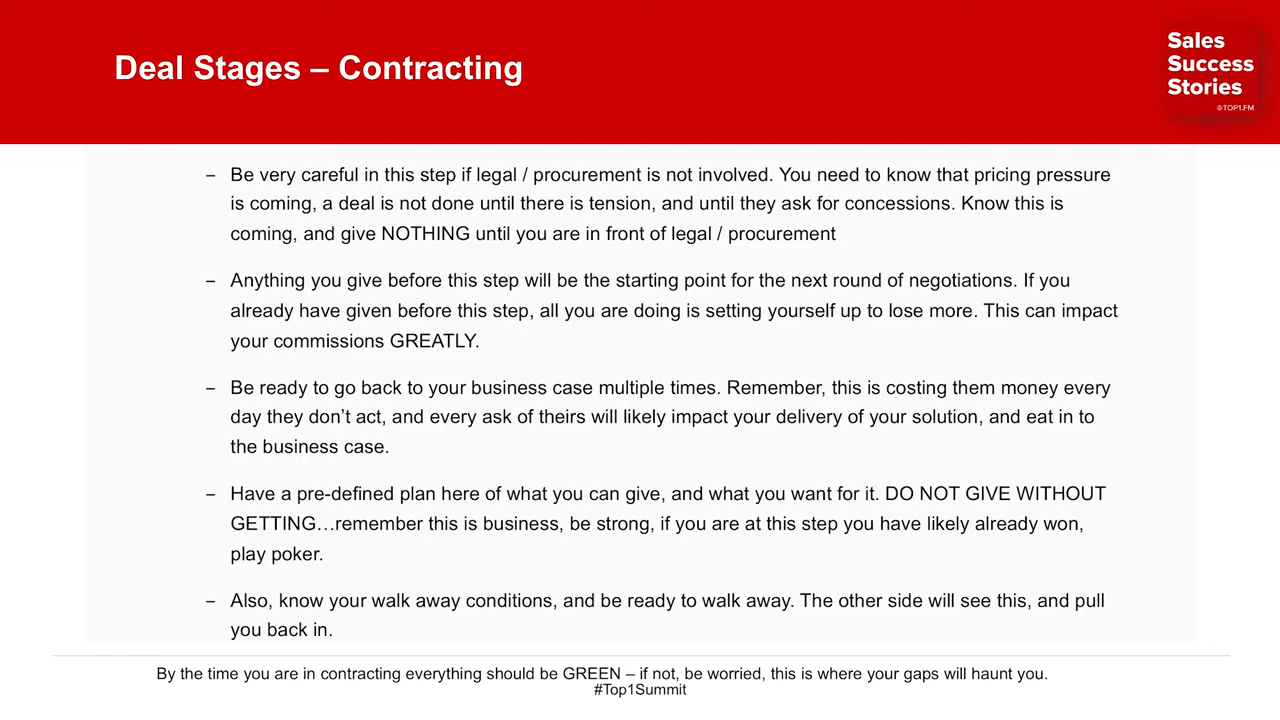 Deal Stages – Contracting
Sales
Success
Stories
©TOP1.FM
– Be very careful in this step if legal / procurement is not involved. You need to know that pricing pressure
is coming, a deal is not done until there is tension, and until they ask for concessions. Know this is
coming, and give NOTHING until you are in front of legal / procurement
– Anything you give before this step will be the starting point for the next round of negotiations. If you
already have given before this step, all you are doing is setting yourself up to lose more. This can impact
your commissions GREATLY.
– Be ready to go back to your business case multiple times. Remember, this is costing them money every
day they don’t act, and every ask of theirs will likely impact your delivery of your solution, and eat in to
the business case.
– Have a pre-defined plan here of what you can give, and what you want for it. DO NOT GIVE WITHOUT
GETTING…remember this is business, be strong, if you are at this step you have likely already won,
play poker.
– Also, know your walk away conditions, and be ready to walk away. The other side will see this, and pull
you back in.
By the time you are in contracting everything should be GREEN – if not, be worried, this is where your gaps will haunt you.
#Top1Summit